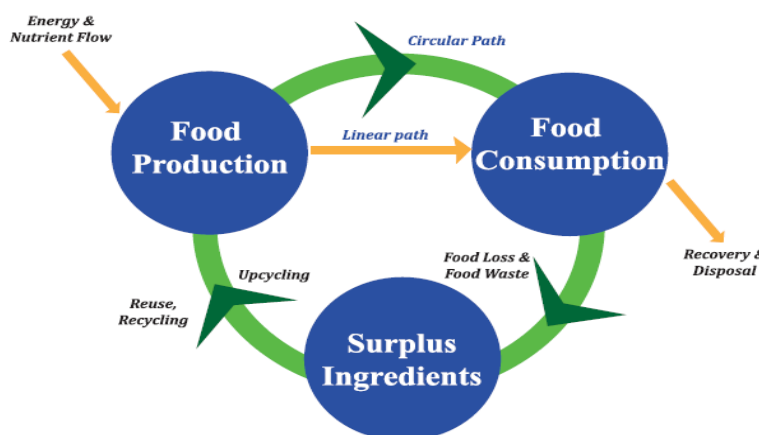 Energy &
Nutrient Flow
Circular Path
Food
Production
Linear path
Food
Consumption
Recovery &
Disposal
Food Loss &
Food Waste
Upcycling
Reuse,
Recycling
Surplus
Ingredients